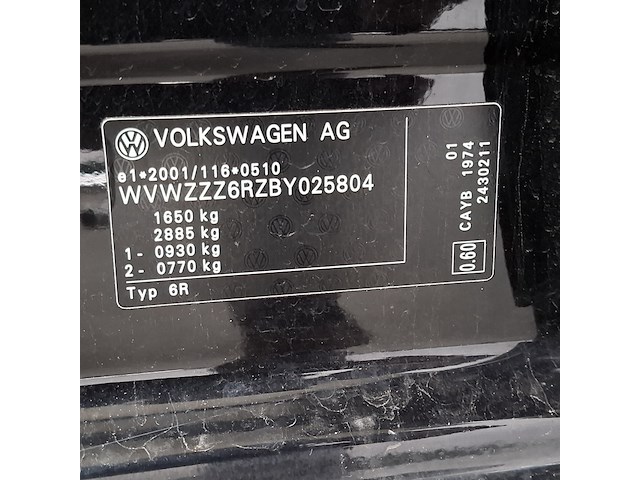 VOLKSWAGEN AG
e1*2001/116*0510
WVWZZZ6RZBY025804
1650 kg
2885 kg
1- 0930 kg
2- 0770 kg
Typ 6R
01
CAYB 1974
2430211
0.60